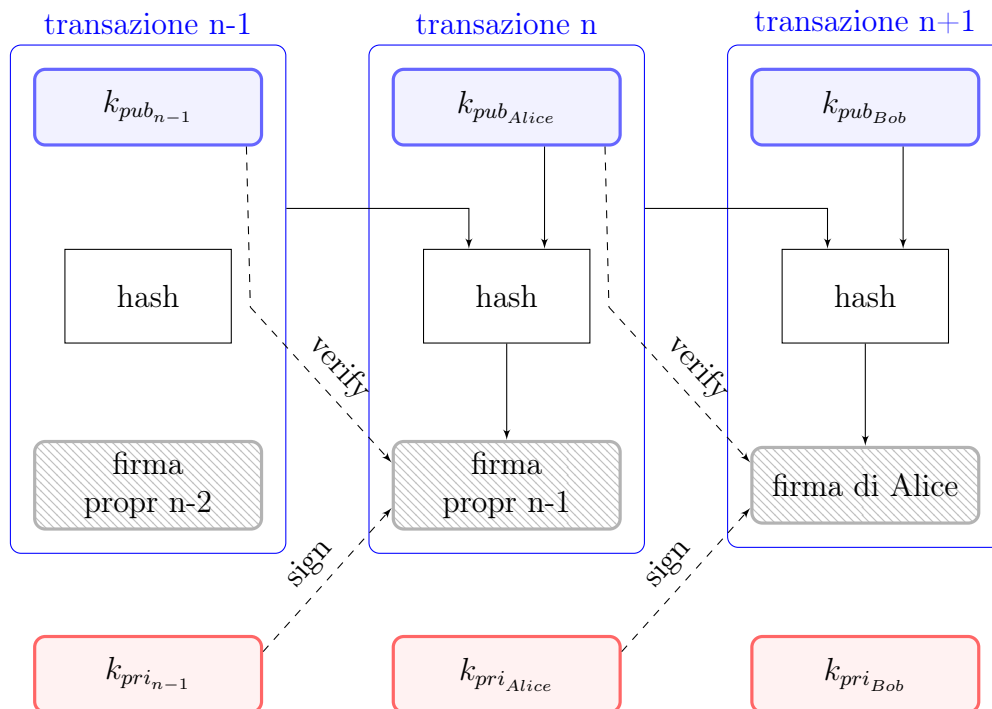 transazione n-1
transazione n
transazione n+1
k_{pub_{n-1}}
k_{pub_{Alice}}
k_{pub_{Bob}}
hash
hash
hash
verify
verify
firma
propr n-2
firma
propr n-1
firma di Alice
sign
sign
k_{pri_{n-1}}
k_{pri_{Alice}}
k_{pri_{Bob}}